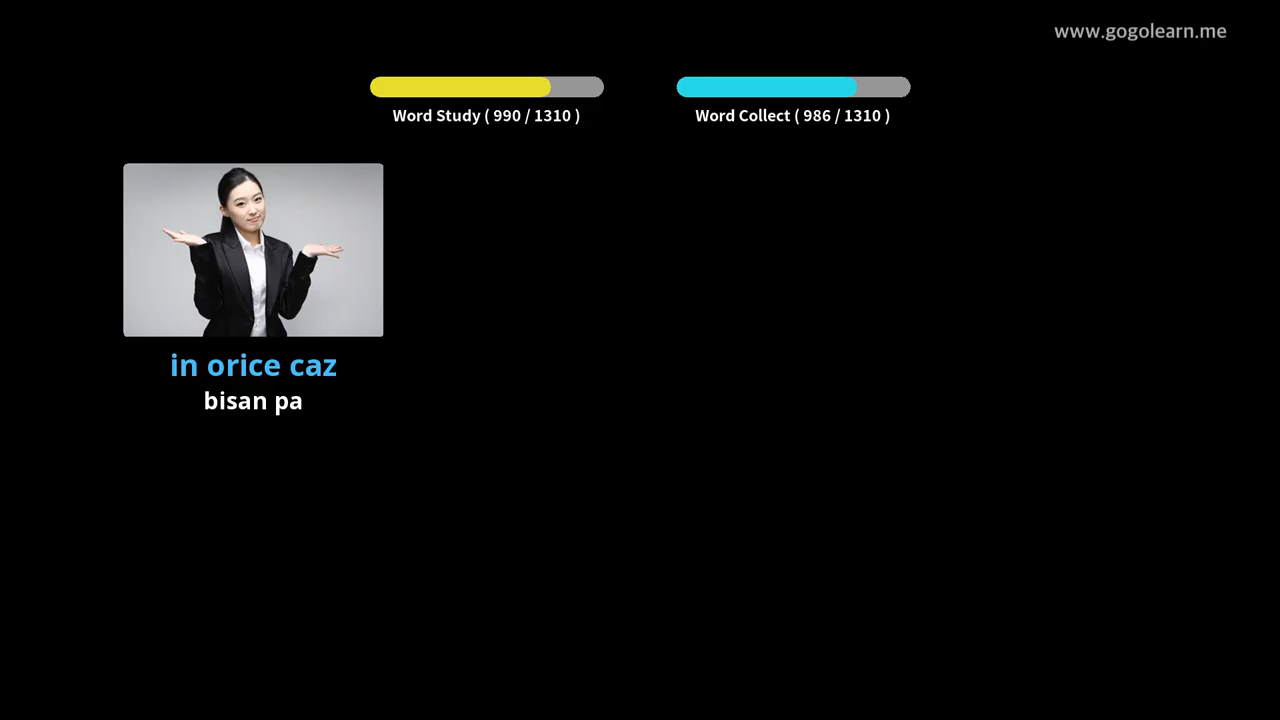 www.gogolearn.me
Word Study ( 990 / 1310 )
Word Collect ( 986 / 1310 )
in orice caz
bisan pa